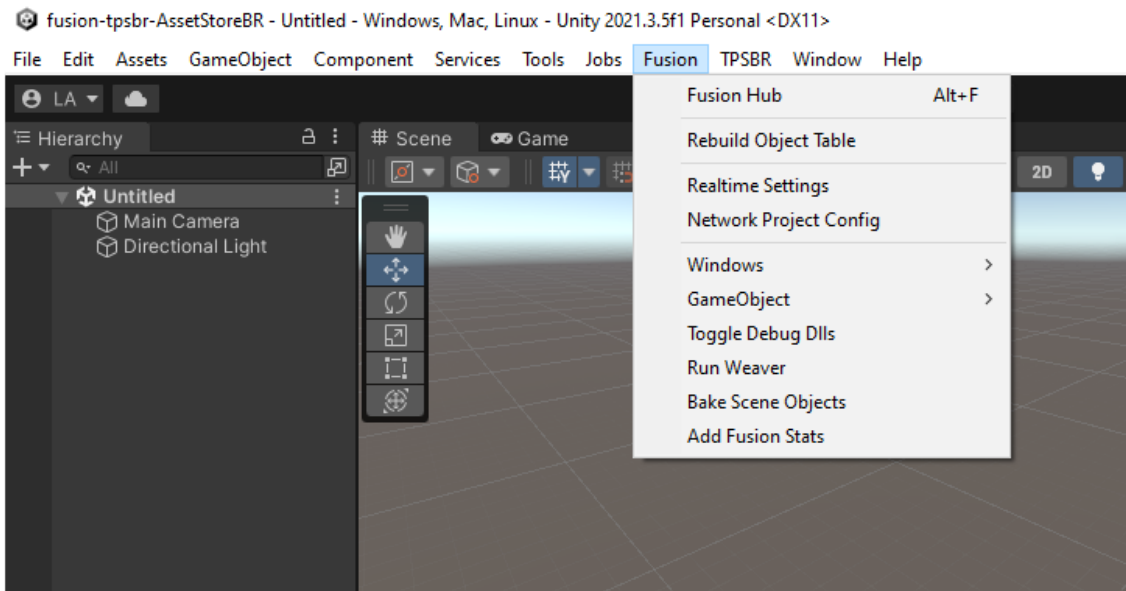 fusion-tpsbr-AssetStoreBR - Untitled - Windows, Mac, Linux - Unity 2021.3.5f1 Personal <DX11>
File Edit Assets GameObject Component Services Tools Jobs Fusion TPSBR Window Help
LA
Hierarchy
All
Untitled
Main Camera
Directional Light
# Scene
Game
2D
Fusion Hub Alt+F
Rebuild Object Table
Realtime Settings
Network Project Config
Windows
GameObject
Toggle Debug Dlls
Run Weaver
Bake Scene Objects
Add Fusion Stats